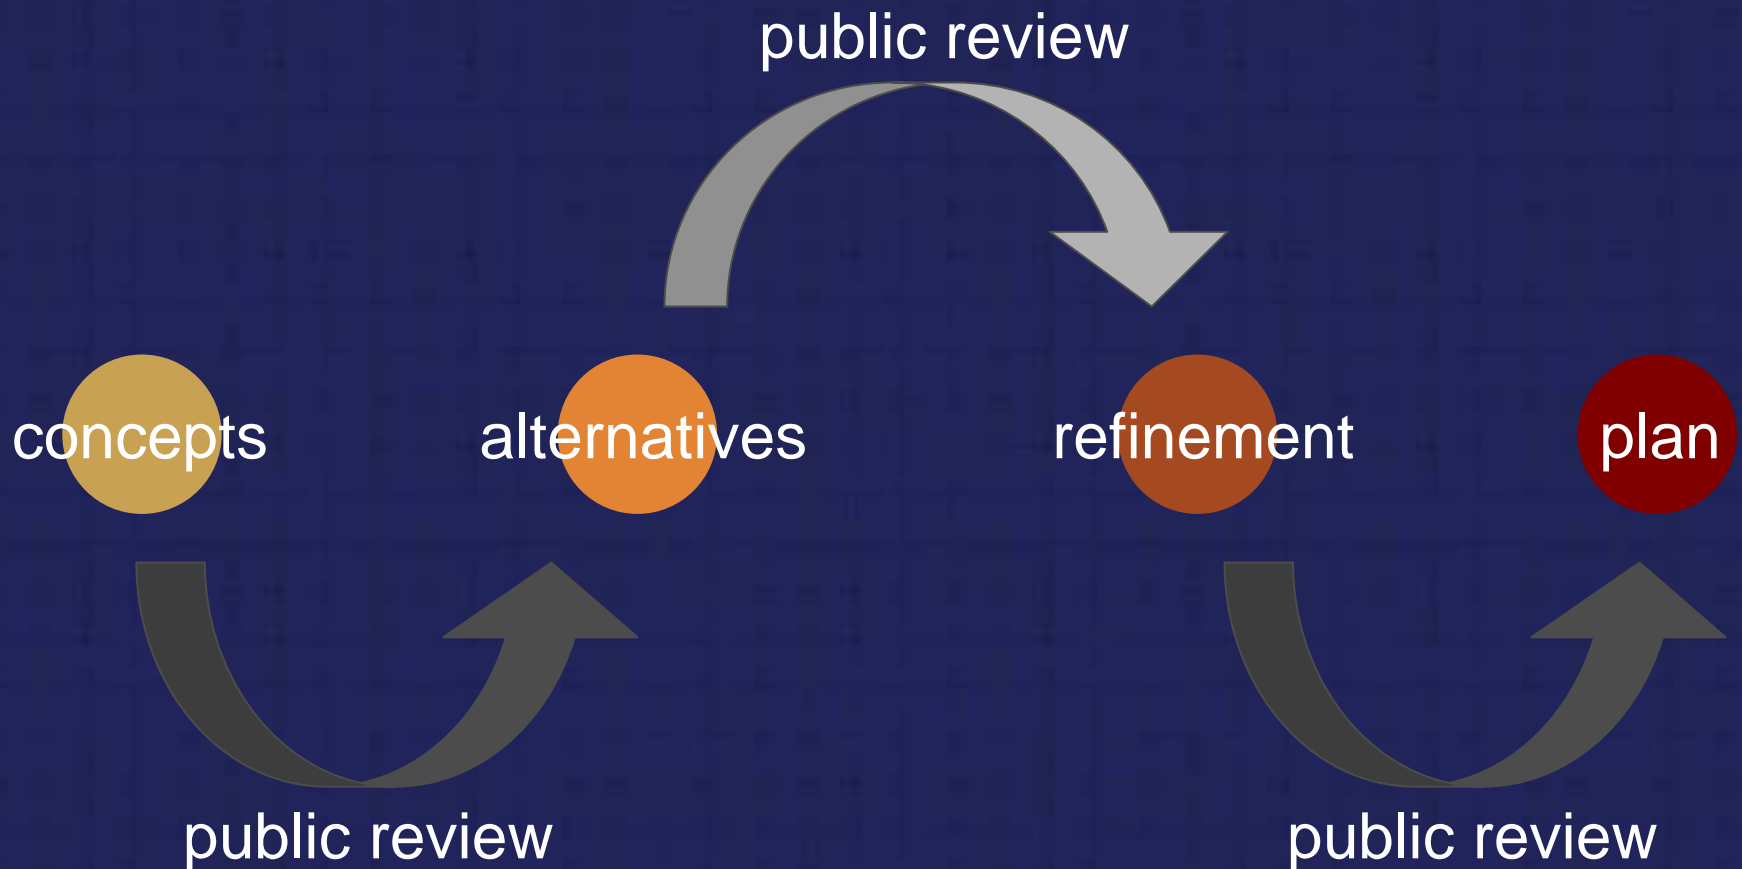 public review
concepts
alternatives
refinement
plan
public review
public review